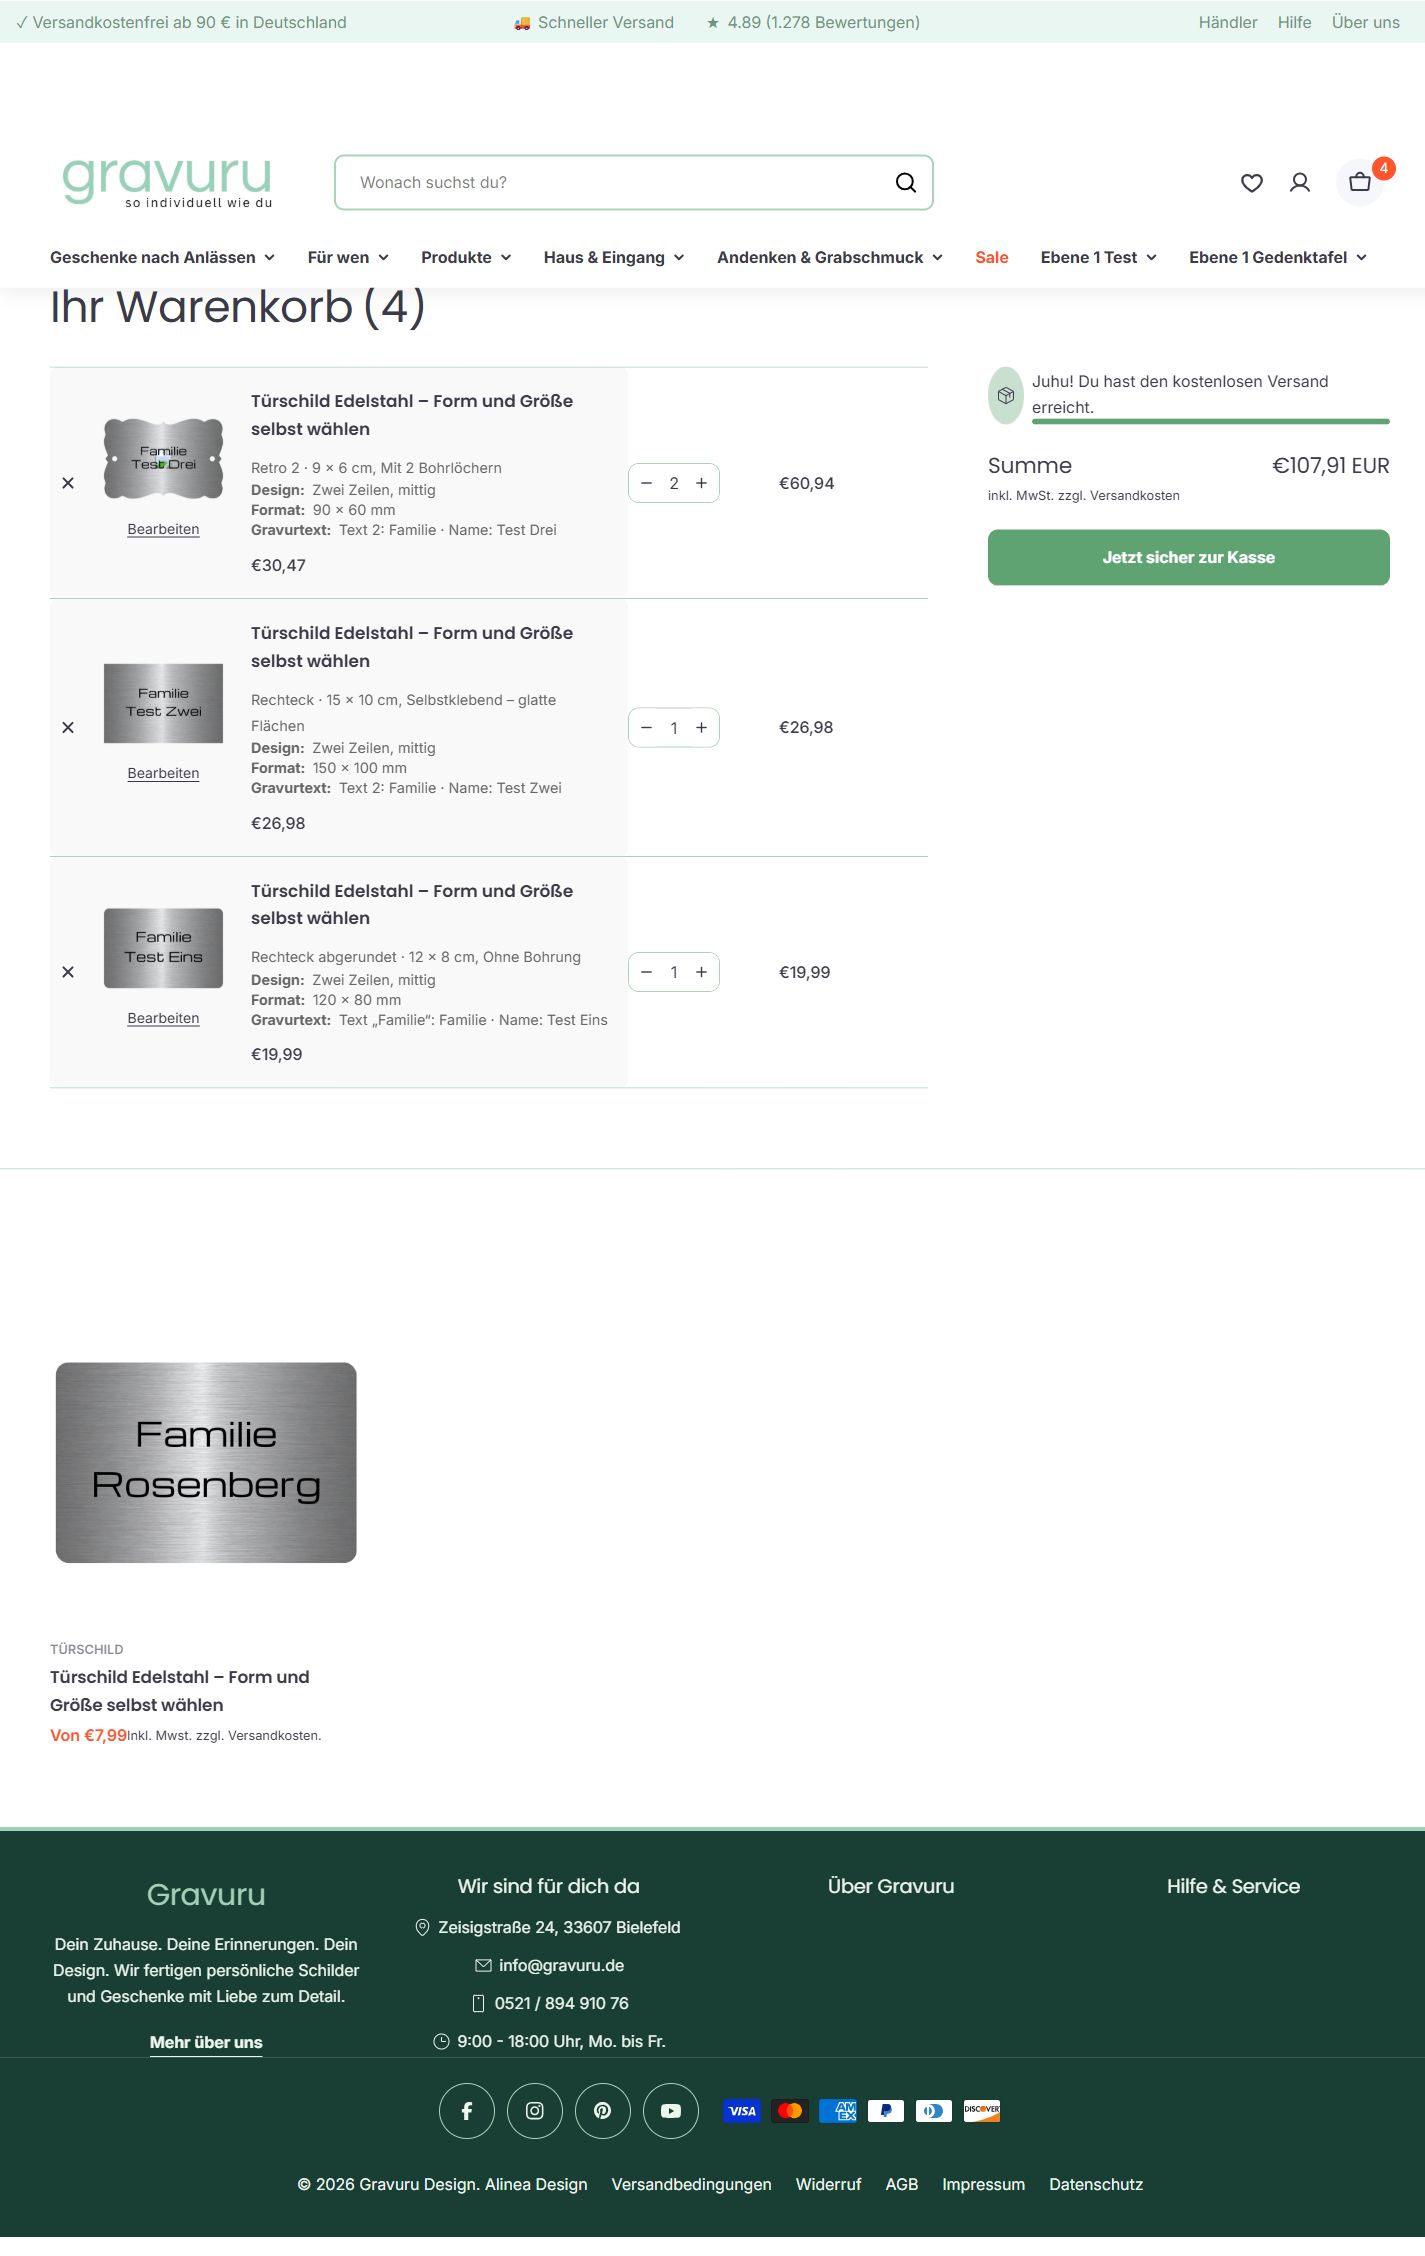 ✓ Versandkostenfrei ab 90 € in Deutschland
🚚 Schneller Versand
★ 4.89 (1.278 Bewertungen)
Händler Hilfe Über uns
gravuru
so individuell wie du
Wonach suchst du?
4
Geschenke nach Anlässen
Für wen
Produkte
Haus & Eingang
Andenken & Grabschmuck
Sale
Ebene 1 Test
Ebene 1 Gedenktafel
Ihr Warenkorb (4)
Familie
Test Drei
Bearbeiten
Türschild Edelstahl – Form und Größe
selbst wählen
Retro 2 · 9 × 6 cm, Mit 2 Bohrlöchern
Design: Zwei Zeilen, mittig
Format: 90 × 60 mm
Gravurtext: Text 2: Familie · Name: Test Drei
€30,47
− 2 +
€60,94
Familie
Test Zwei
Bearbeiten
Türschild Edelstahl – Form und Größe
selbst wählen
Rechteck · 15 × 10 cm, Selbstklebend – glatte
Flächen
Design: Zwei Zeilen, mittig
Format: 150 × 100 mm
Gravurtext: Text 2: Familie · Name: Test Zwei
€26,98
− 1 +
€26,98
Familie
Test Eins
Bearbeiten
Türschild Edelstahl – Form und Größe
selbst wählen
Rechteck abgerundet · 12 × 8 cm, Ohne Bohrung
Design: Zwei Zeilen, mittig
Format: 120 × 80 mm
Gravurtext: Text „Familie“: Familie · Name: Test Eins
€19,99
− 1 +
€19,99
Juhu! Du hast den kostenlosen Versand
erreicht.
Summe €107,91 EUR
inkl. MwSt. zzgl. Versandkosten
Jetzt sicher zur Kasse
Familie
Rosenberg
TÜRSCHILD
Türschild Edelstahl – Form und
Größe selbst wählen
Von €7,99Inkl. Mwst. zzgl. Versandkosten.
Gravuru
Dein Zuhause. Deine Erinnerungen. Dein
Design. Wir fertigen persönliche Schilder
und Geschenke mit Liebe zum Detail.
Mehr über uns
Wir sind für dich da
Zeisigstraße 24, 33607 Bielefeld
info@gravuru.de
0521 / 894 910 76
9:00 - 18:00 Uhr, Mo. bis Fr.
Über Gravuru
Hilfe & Service
VISA
AM
EX
DISCOVER
© 2026 Gravuru Design. Alinea Design Versandbedingungen Widerruf AGB Impressum Datenschutz